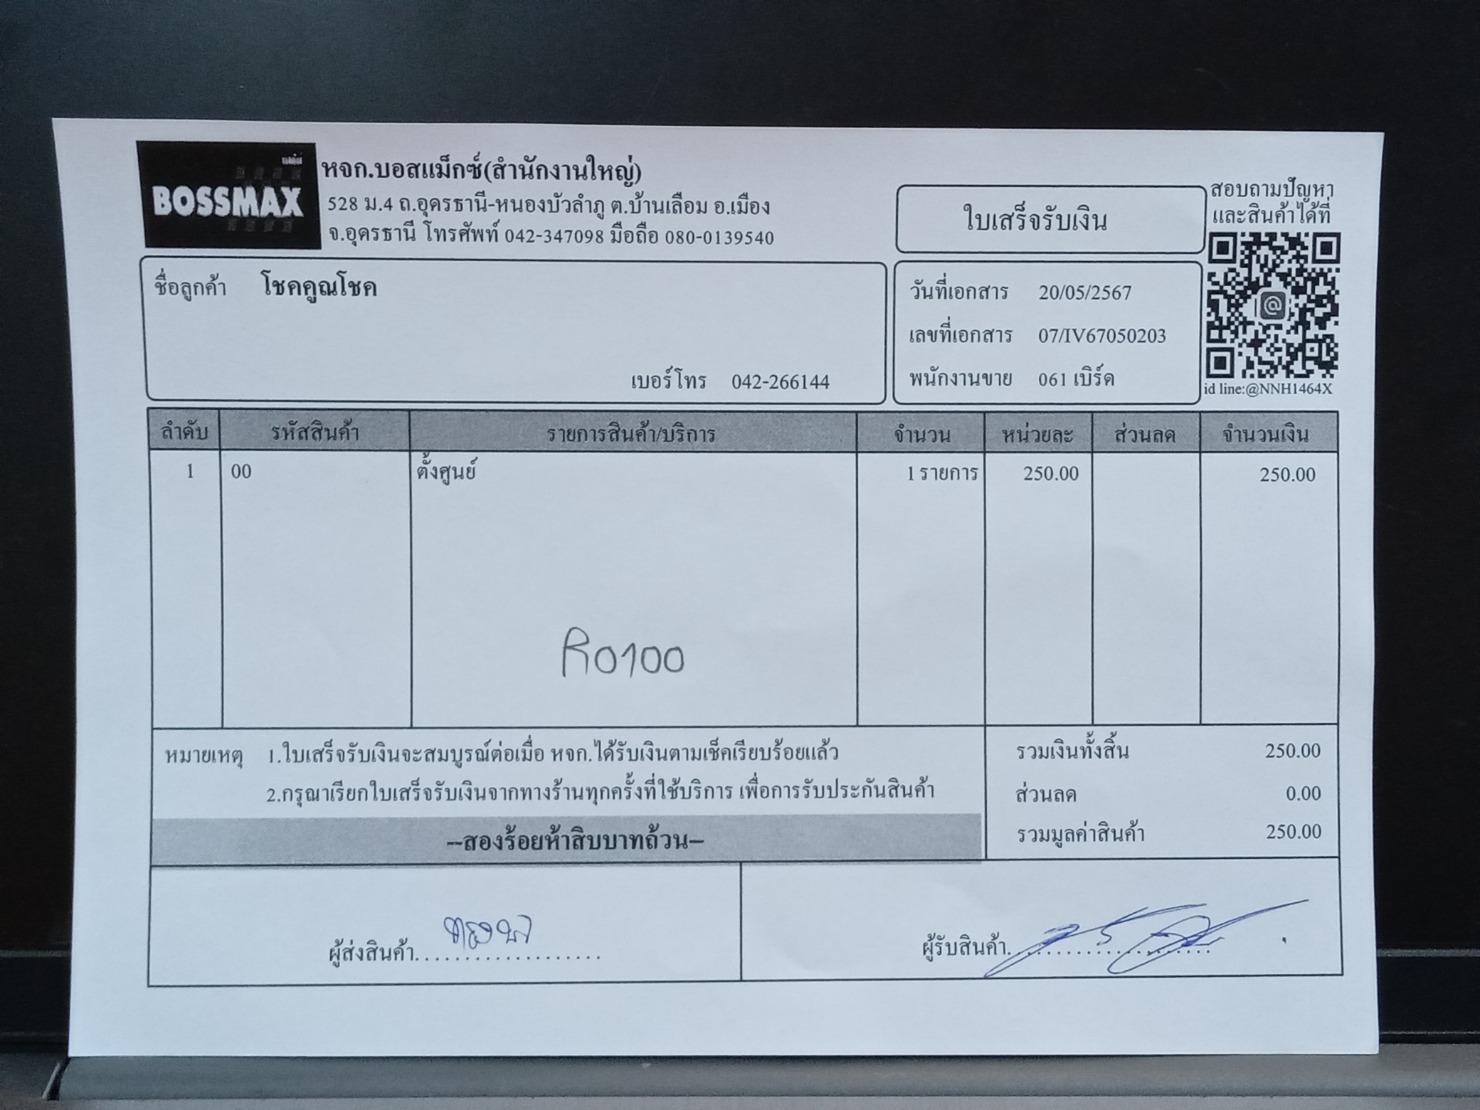 BOSSMAX
หจก.บอสแม็กซ์(สำนักงานใหญ่)
528 ม.4 ถ.อุดรธานี-หนองบัวลำภู ต.บ้านเลื่อม อ.เมือง
จ.อุดรธานี โทรศัพท์ 042-347098 มือถือ 080-0139540
ใบเสร็จรับเงิน
สอบถามปัญหา
และสินค้าได้ที่
id line:@NNH1464X
ชื่อลูกค้า โชคคูณโชค
เบอร์โทร 042-266144
วันที่เอกสาร 20/05/2567
เลขที่เอกสาร 07/IV67050203
พนักงานขาย 061 เบิร์ด
ลำดับ รหัสสินค้า รายการสินค้า/บริการ จำนวน หน่วยละ ส่วนลด จำนวนเงิน
1 00 ตั้งศูนย์ 1 รายการ 250.00 250.00
R0100
หมายเหตุ 1.ใบเสร็จรับเงินจะสมบูรณ์ต่อเมื่อ หจก.ได้รับเงินตามเช็คเรียบร้อยแล้ว
2.กรุณาเรียกใบเสร็จรับเงินจากทางร้านทุกครั้งที่ใช้บริการ เพื่อการรับประกันสินค้า
--สองร้อยห้าสิบบาทถ้วน--
รวมเงินทั้งสิ้น 250.00
ส่วนลด 0.00
รวมมูลค่าสินค้า 250.00
ผู้ส่งสินค้า...................
ผู้รับสินค้า......................